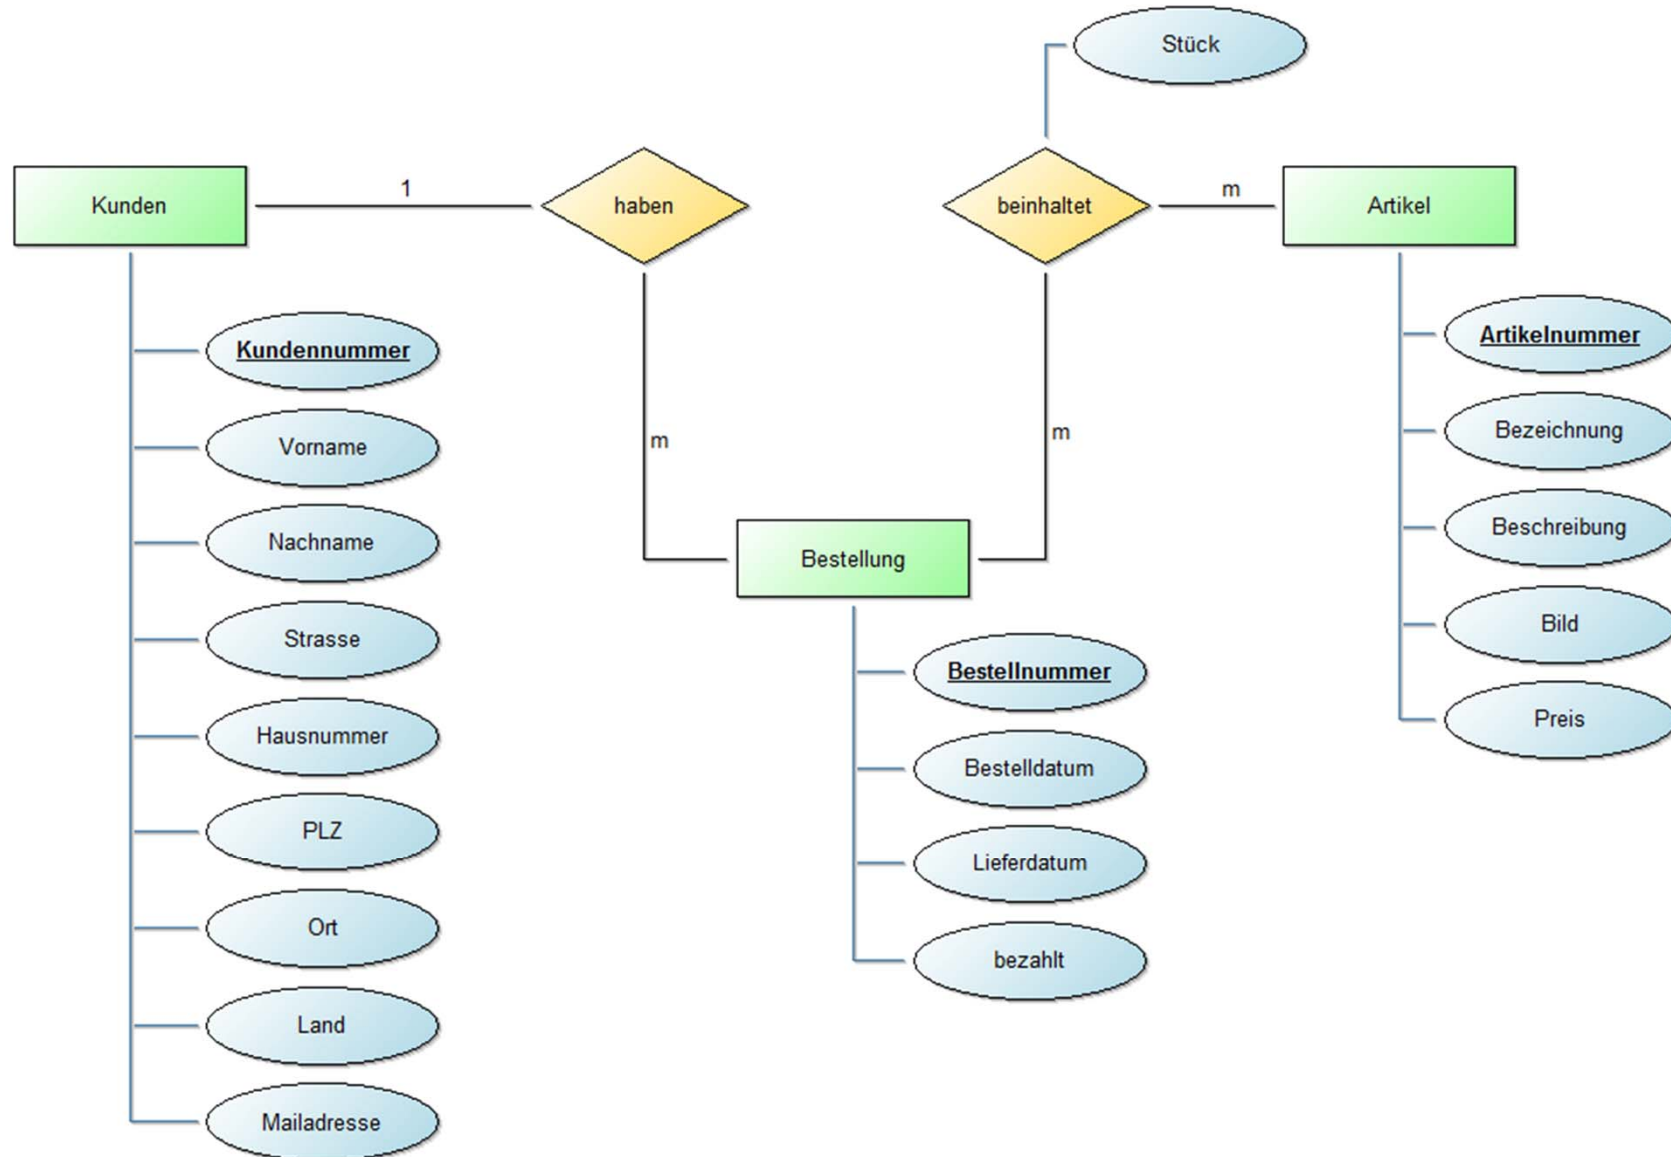 Stück
Kunden
1
haben
beinhaltet
m
Artikel
Kundennummer
Vorname
Nachname
Strasse
Hausnummer
PLZ
Ort
Land
Mailadresse
m
m
Bestellung
Bestellnummer
Bestelldatum
Lieferdatum
bezahlt
Artikelnummer
Bezeichnung
Beschreibung
Bild
Preis